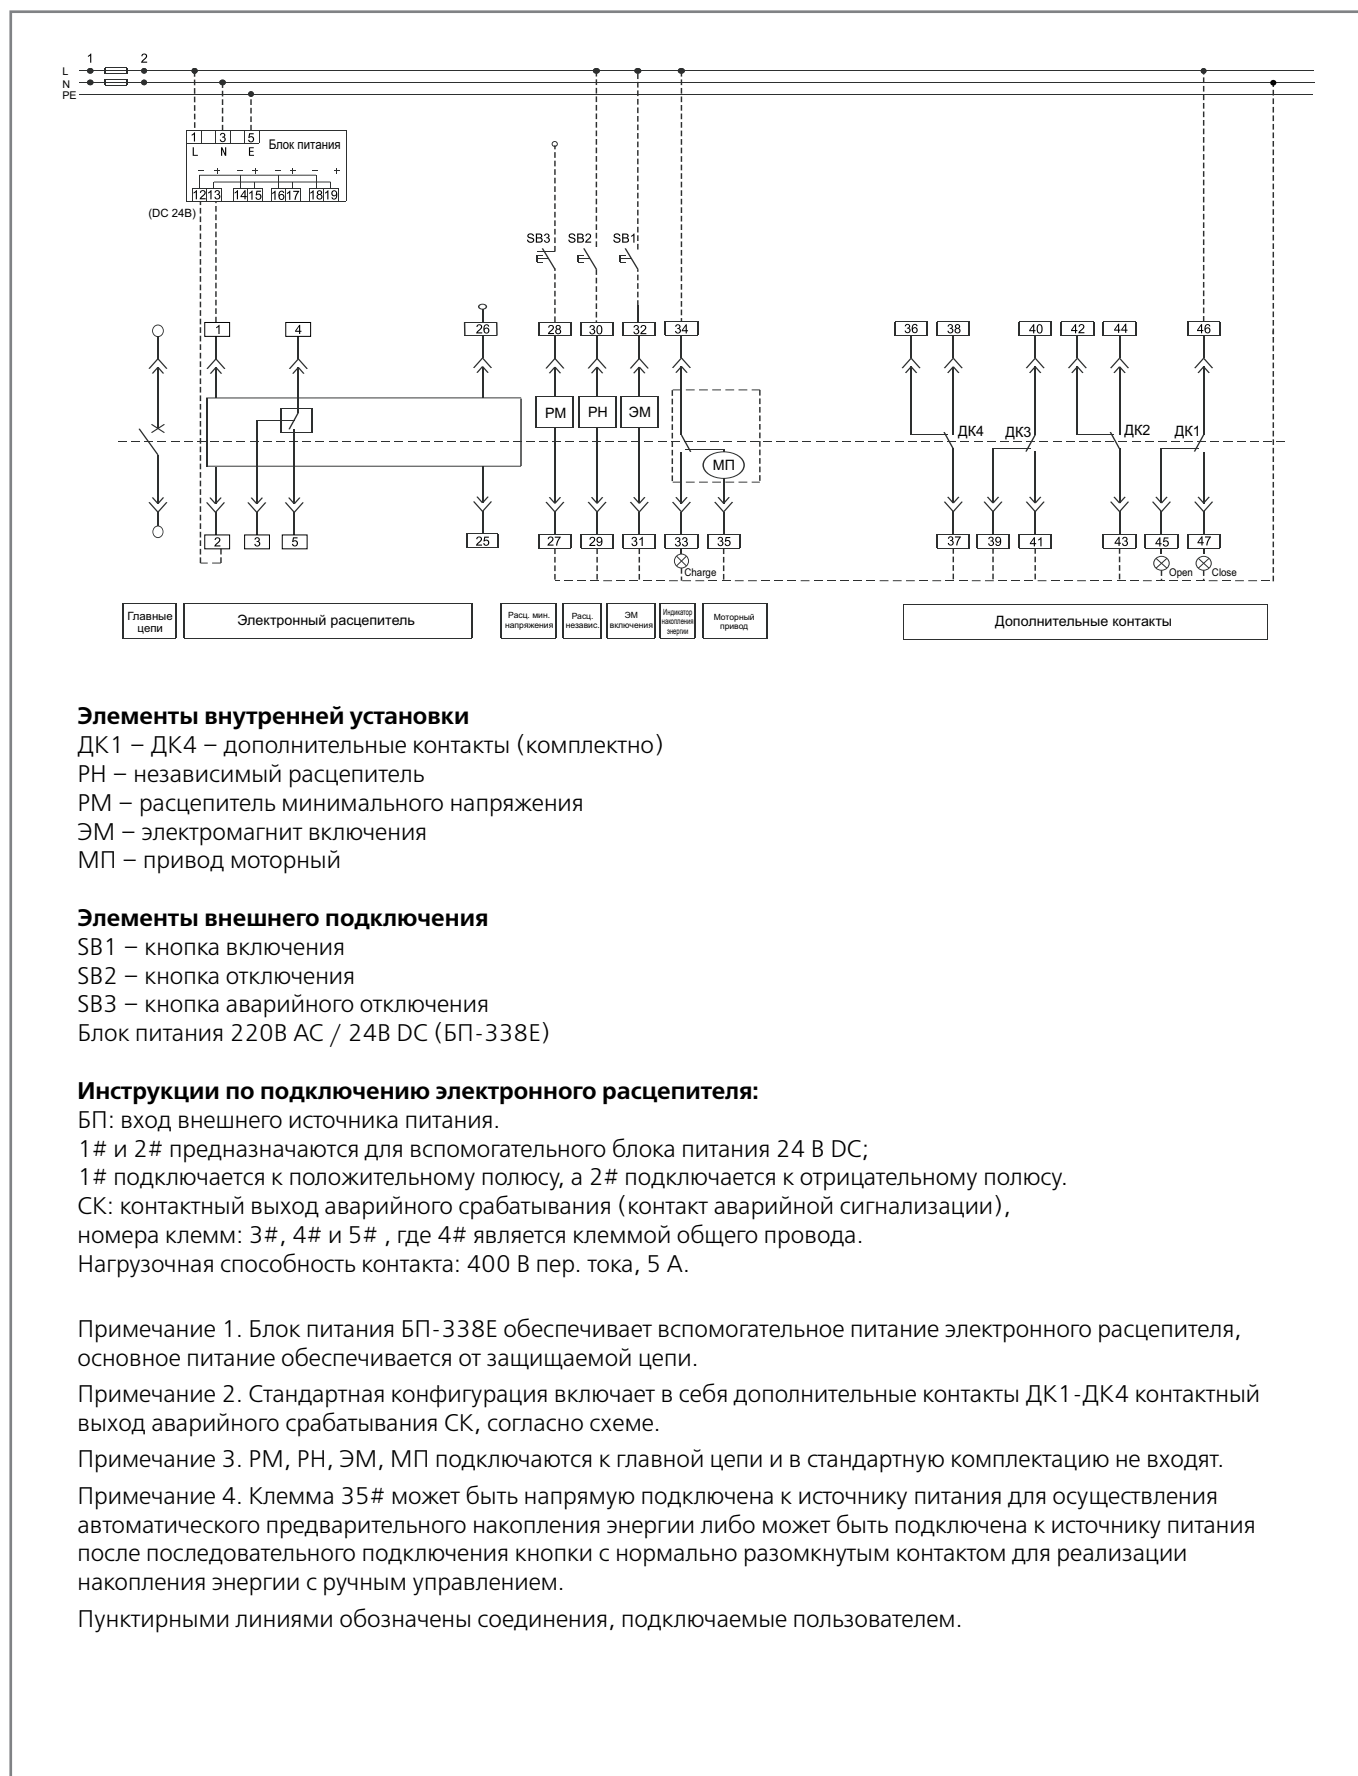 1 2
L
N
PE
1 3 5 Блок питания
L N E
– + – + – + – +
12 13 14 15 16 17 18 19
(DC 24В)
SB3 SB2 SB1
1 4 26 28 30 32 34 36 38 40 42 44 46
РМ РН ЭМ
ДК4 ДК3 ДК2 ДК1
МП
2 3 5 25 27 29 31 33 35 37 39 41 43 45 47
Charge Open Close
Главные
цепи
Электронный расцепитель
Расц. мин.
напряжения
Расц.
независ.
ЭМ
включения
Индикатор
накопления
энергии
Моторный
привод
Дополнительные контакты
Элементы внутренней установки
ДК1 – ДК4 – дополнительные контакты (комплектно)
РН – независимый расцепитель
РМ – расцепитель минимального напряжения
ЭМ – электромагнит включения
МП – привод моторный
Элементы внешнего подключения
SB1 – кнопка включения
SB2 – кнопка отключения
SB3 – кнопка аварийного отключения
Блок питания 220В AC / 24В DC (БП-338Е)
Инструкции по подключению электронного расцепителя:
БП: вход внешнего источника питания.
1# и 2# предназначаются для вспомогательного блока питания 24 В DC;
1# подключается к положительному полюсу, а 2# подключается к отрицательному полюсу.
СК: контактный выход аварийного срабатывания (контакт аварийной сигнализации),
номера клемм: 3#, 4# и 5# , где 4# является клеммой общего провода.
Нагрузочная способность контакта: 400 В пер. тока, 5 А.
Примечание 1. Блок питания БП-338Е обеспечивает вспомогательное питание электронного расцепителя,
основное питание обеспечивается от защищаемой цепи.
Примечание 2. Стандартная конфигурация включает в себя дополнительные контакты ДК1-ДК4 контактный
выход аварийного срабатывания СК, согласно схеме.
Примечание 3. РМ, РН, ЭМ, МП подключаются к главной цепи и в стандартную комплектацию не входят.
Примечание 4. Клемма 35# может быть напрямую подключена к источнику питания для осуществления
автоматического предварительного накопления энергии либо может быть подключена к источнику питания
после последовательного подключения кнопки с нормально разомкнутым контактом для реализации
накопления энергии с ручным управлением.
Пунктирными линиями обозначены соединения, подключаемые пользователем.